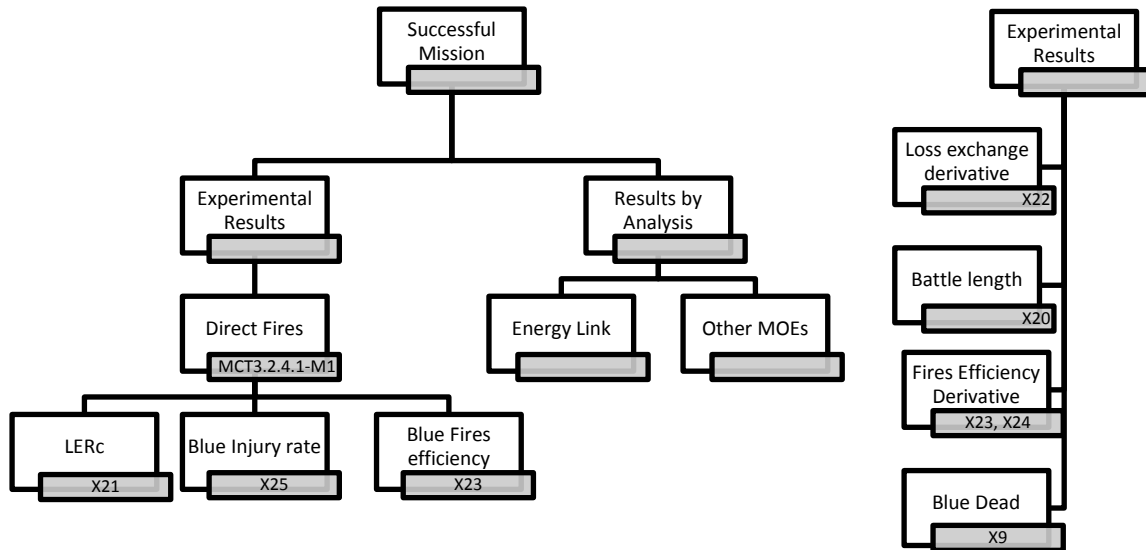 Successful
Mission
Experimental
Results
Results by
Analysis
Direct Fires
MCT3.2.4.1-M1
Energy Link
Other MOEs
LERc
X21
Blue Injury rate
X25
Blue Fires
efficiency
X23
Experimental
Results
Loss exchange
derivative
X22
Battle length
X20
Fires Efficiency
Derivative
X23, X24
Blue Dead
X9